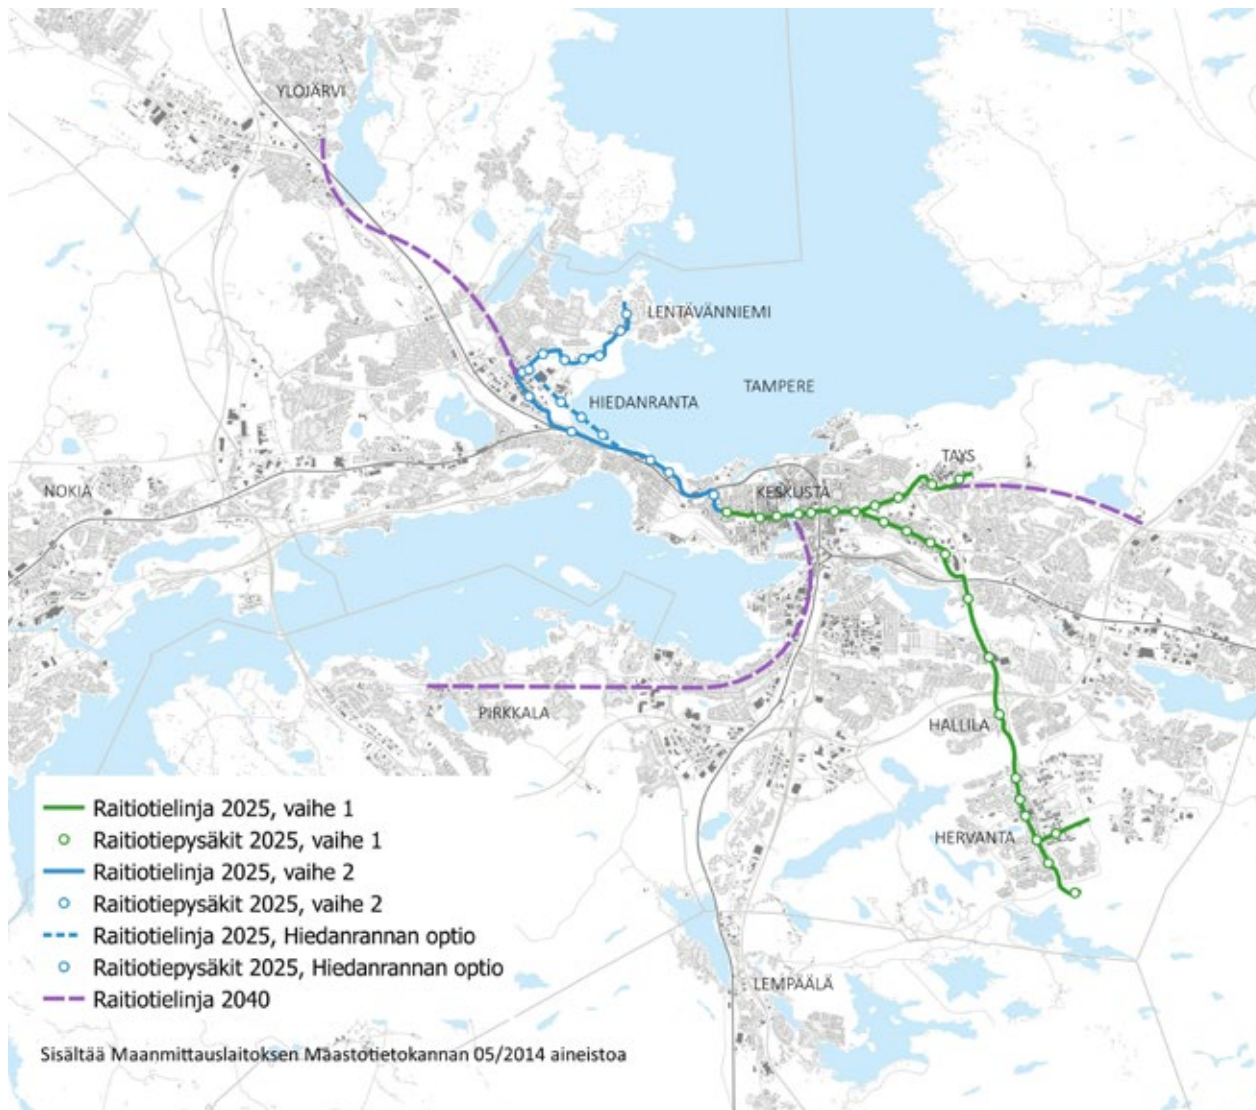 YLÖJÄRVI
LENTÄVÄNNIEMI
TAMPERE
HIEDANRANTA
TAYS
NOKIA
KESKUSTA
PIRKKALA
HALLILA
HERVANTA
LEMPÄÄLÄ
Raitiotielinja 2025, vaihe 1
Raitiotiepysäkit 2025, vaihe 1
Raitiotielinja 2025, vaihe 2
Raitiotiepysäkit 2025, vaihe 2
Raitiotielinja 2025, Hiedanrannan optio
Raitiotiepysäkit 2025, Hiedanrannan optio
Raitiotielinja 2040
Sisältää Maanmittauslaitoksen Maastotietokannan 05/2014 aineistoa